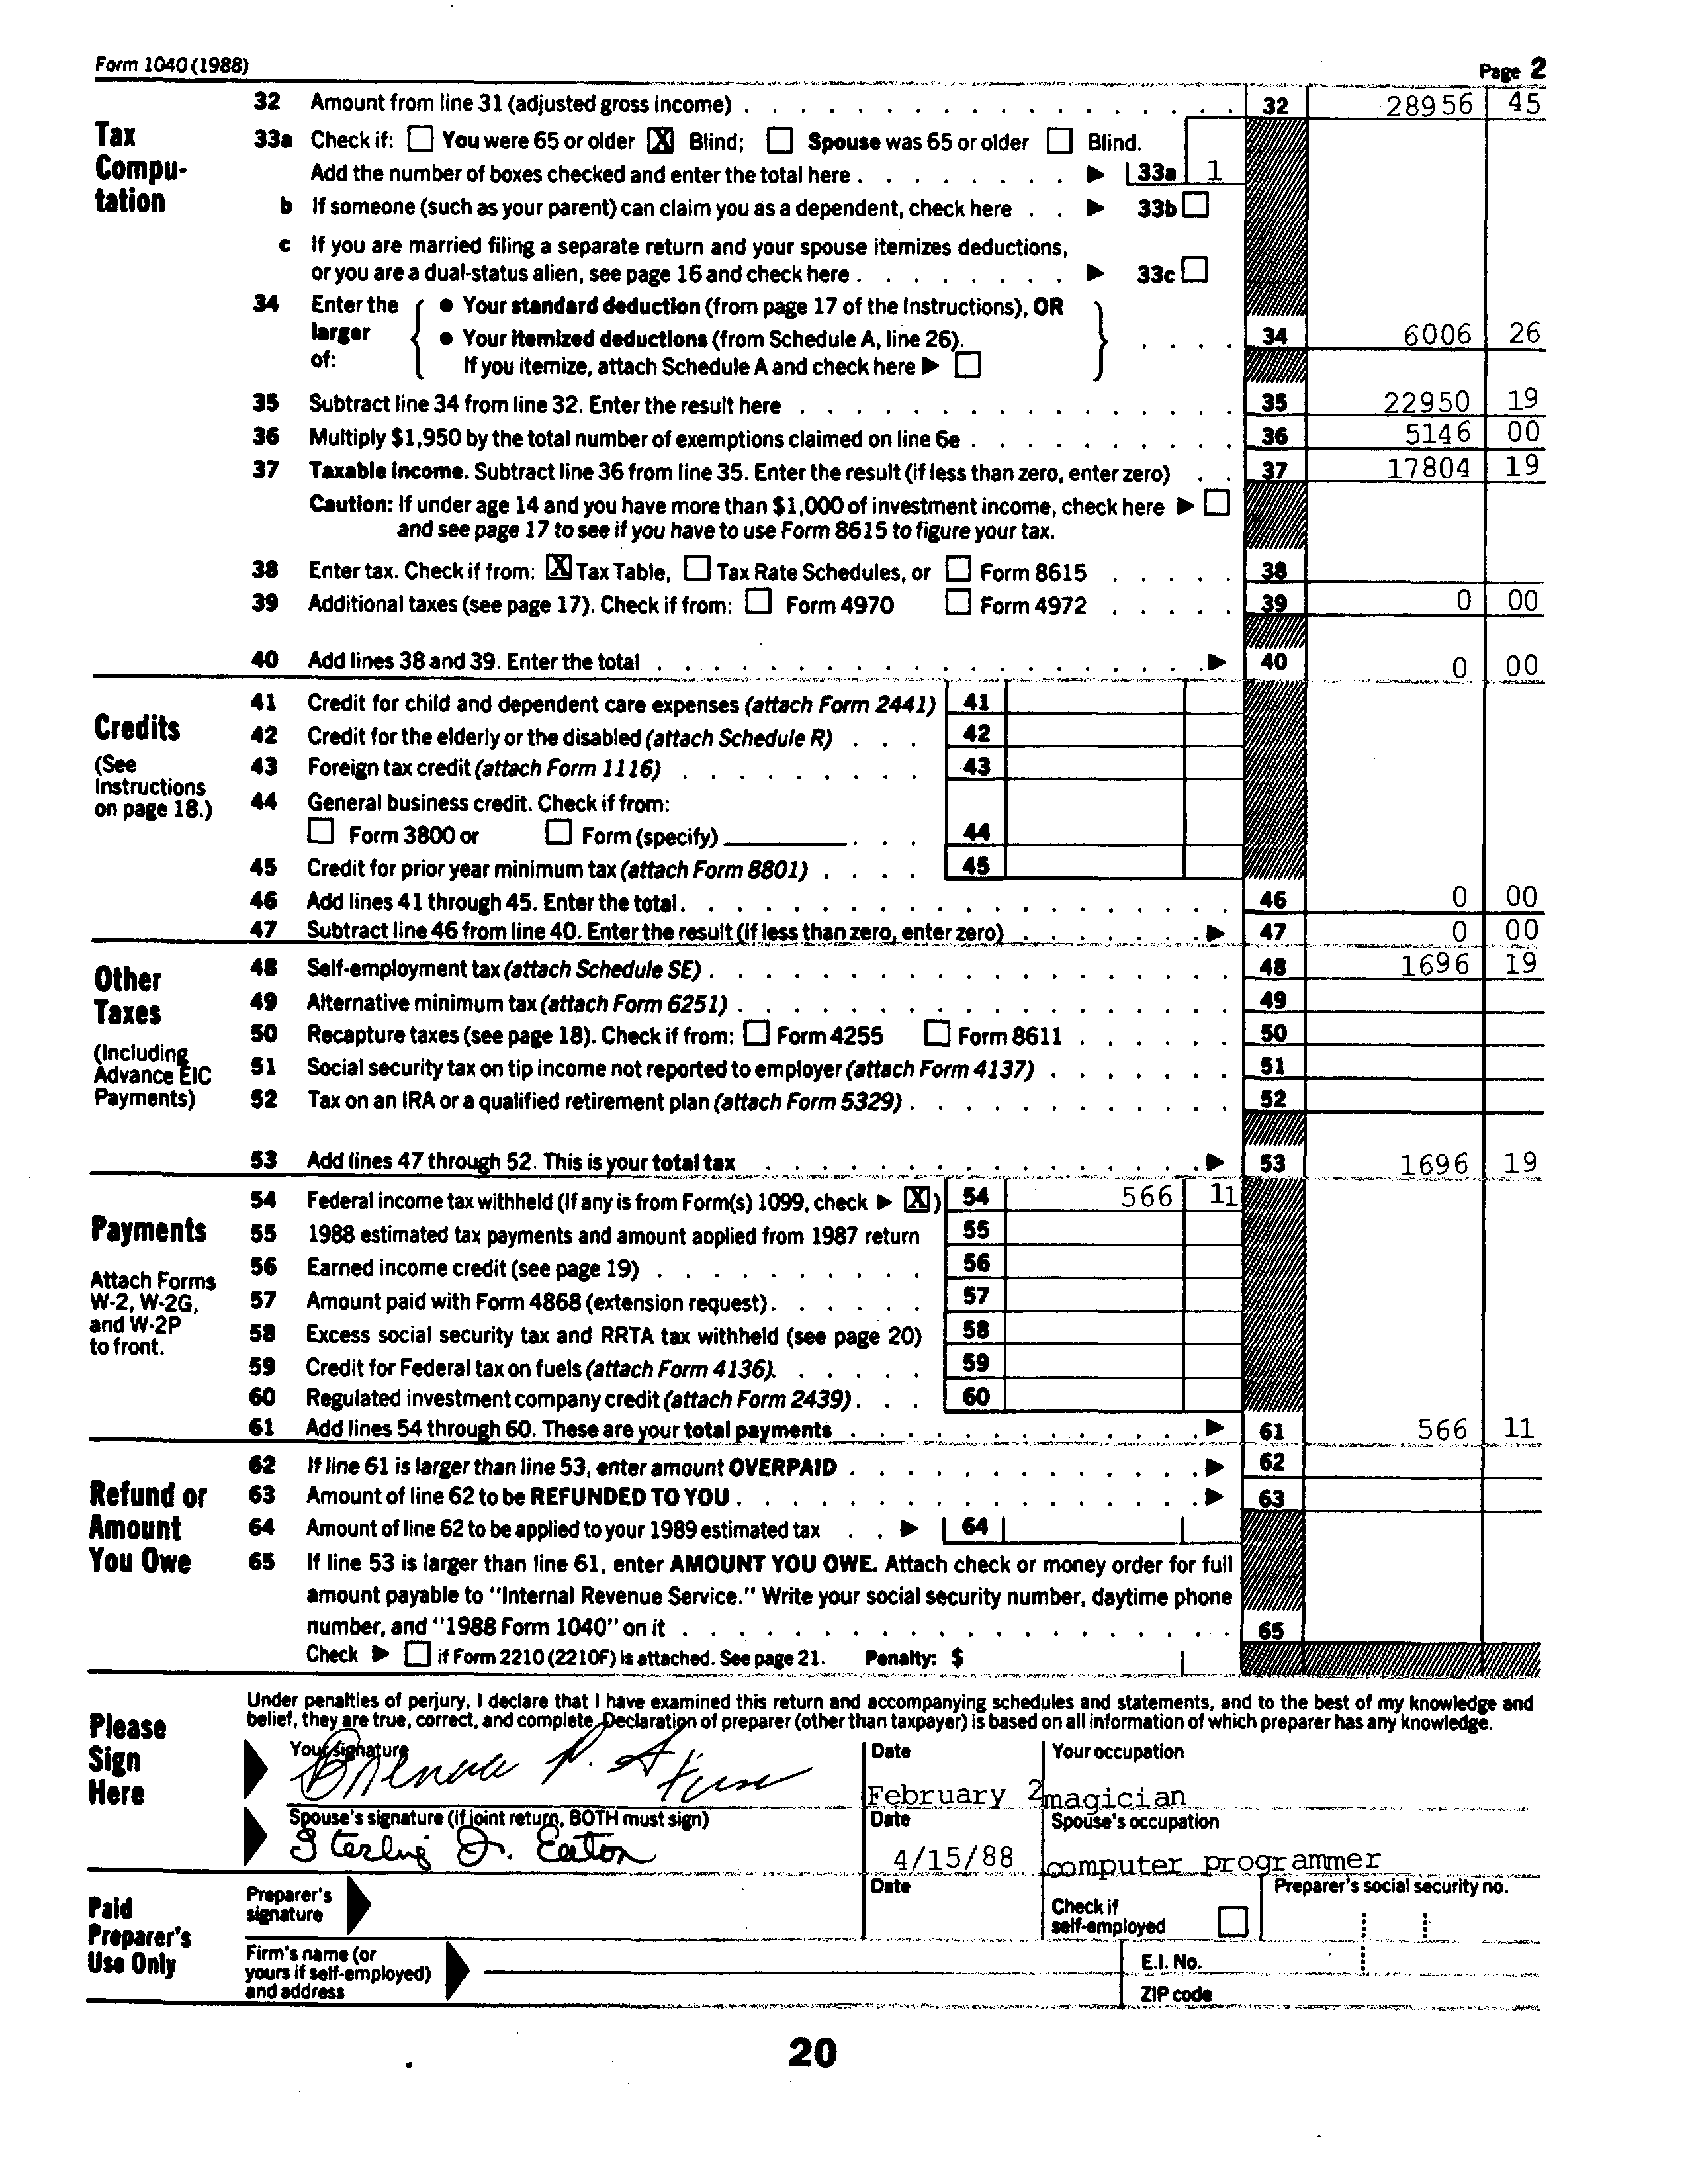 Form 1040 (1988) Page 2
Tax Computation
32 Amount from line 31 (adjusted gross income) . . . 32 28956 45
33a Check if: ☐ You were 65 or older ☒ Blind; ☐ Spouse was 65 or older ☐ Blind.
Add the number of boxes checked and enter the total here . . . ▶ 33a 1
b If someone (such as your parent) can claim you as a dependent, check here . . ▶ 33b ☐
c If you are married filing a separate return and your spouse itemizes deductions,
or you are a dual-status alien, see page 16 and check here . . . ▶ 33c ☐
34 Enter the larger of: { ● Your standard deduction (from page 17 of the Instructions), OR
● Your itemized deductions (from Schedule A, line 26). } . . . . 34 6006 26
If you itemize, attach Schedule A and check here ▶ ☐
35 Subtract line 34 from line 32. Enter the result here . . . 35 22950 19
36 Multiply $1,950 by the total number of exemptions claimed on line 6e . . . 36 5146 00
37 Taxable income. Subtract line 36 from line 35. Enter the result (if less than zero, enter zero) . . 37 17804 19
Caution: If under age 14 and you have more than $1,000 of investment income, check here ▶ ☐
and see page 17 to see if you have to use Form 8615 to figure your tax.
38 Enter tax. Check if from: ☒ Tax Table, ☐ Tax Rate Schedules, or ☐ Form 8615 . . . 38
39 Additional taxes (see page 17). Check if from: ☐ Form 4970 ☐ Form 4972 . . . 39 0 00
40 Add lines 38 and 39. Enter the total . . . ▶ 40 0 00
Credits
(See Instructions on page 18.)
41 Credit for child and dependent care expenses (attach Form 2441) 41
42 Credit for the elderly or the disabled (attach Schedule R) . . . 42
43 Foreign tax credit (attach Form 1116) . . . 43
44 General business credit. Check if from:
☐ Form 3800 or ☐ Form (specify) ______ . . . 44
45 Credit for prior year minimum tax (attach Form 8801) . . . . 45
46 Add lines 41 through 45. Enter the total . . . 46 0 00
47 Subtract line 46 from line 40. Enter the result (if less than zero, enter zero) . . . ▶ 47 0 00
Other Taxes
(Including Advance EIC Payments)
48 Self-employment tax (attach Schedule SE) . . . 48 1696 19
49 Alternative minimum tax (attach Form 6251) . . . 49
50 Recapture taxes (see page 18). Check if from: ☐ Form 4255 ☐ Form 8611 . . . 50
51 Social security tax on tip income not reported to employer (attach Form 4137) . . . 51
52 Tax on an IRA or a qualified retirement plan (attach Form 5329) . . . 52
53 Add lines 47 through 52. This is your total tax . . . ▶ 53 1696 19
Payments
Attach Forms W-2, W-2G, and W-2P to front.
54 Federal income tax withheld (If any is from Form(s) 1099, check ▶ ☒) 54 566 11
55 1988 estimated tax payments and amount applied from 1987 return 55
56 Earned income credit (see page 19) . . . 56
57 Amount paid with Form 4868 (extension request) . . . 57
58 Excess social security tax and RRTA tax withheld (see page 20) 58
59 Credit for Federal tax on fuels (attach Form 4136). . . . 59
60 Regulated investment company credit (attach Form 2439) . . . 60
61 Add lines 54 through 60. These are your total payments . . . ▶ 61 566 11
Refund or Amount You Owe
62 If line 61 is larger than line 53, enter amount OVERPAID . . . ▶ 62
63 Amount of line 62 to be REFUNDED TO YOU . . . ▶ 63
64 Amount of line 62 to be applied to your 1989 estimated tax . . ▶ 64
65 If line 53 is larger than line 61, enter AMOUNT YOU OWE. Attach check or money order for full
amount payable to "Internal Revenue Service." Write your social security number, daytime phone
number, and "1988 Form 1040" on it . . . 65
Check ▶ ☐ if Form 2210 (2210F) is attached. See page 21. Penalty: $
Please Sign Here
Under penalties of perjury, I declare that I have examined this return and accompanying schedules and statements, and to the best of my knowledge and
belief, they are true, correct, and complete. Declaration of preparer (other than taxpayer) is based on all information of which preparer has any knowledge.
Your signature Date Your occupation
February 2 magician
Spouse's signature (if joint return, BOTH must sign) Date Spouse's occupation
Sterling J. Eaton 4/15/88 computer programmer
Paid Preparer's Use Only
Preparer's signature Date Check if self-employed ☐ Preparer's social security no.
Firm's name (or yours if self-employed) and address E.I. No.
ZIP code
20